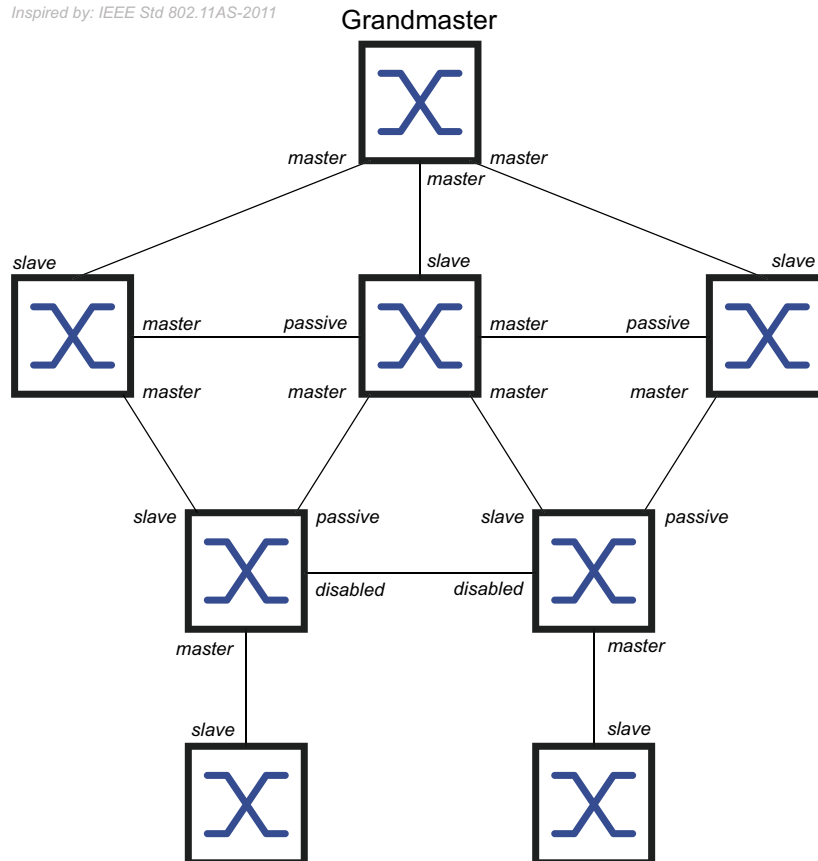 Inspired by: IEEE Std 802.11AS-2011
Grandmaster
master master
master
slave slave slave
master passive master passive
master master master master
slave passive slave passive
disabled disabled
master master
slave slave